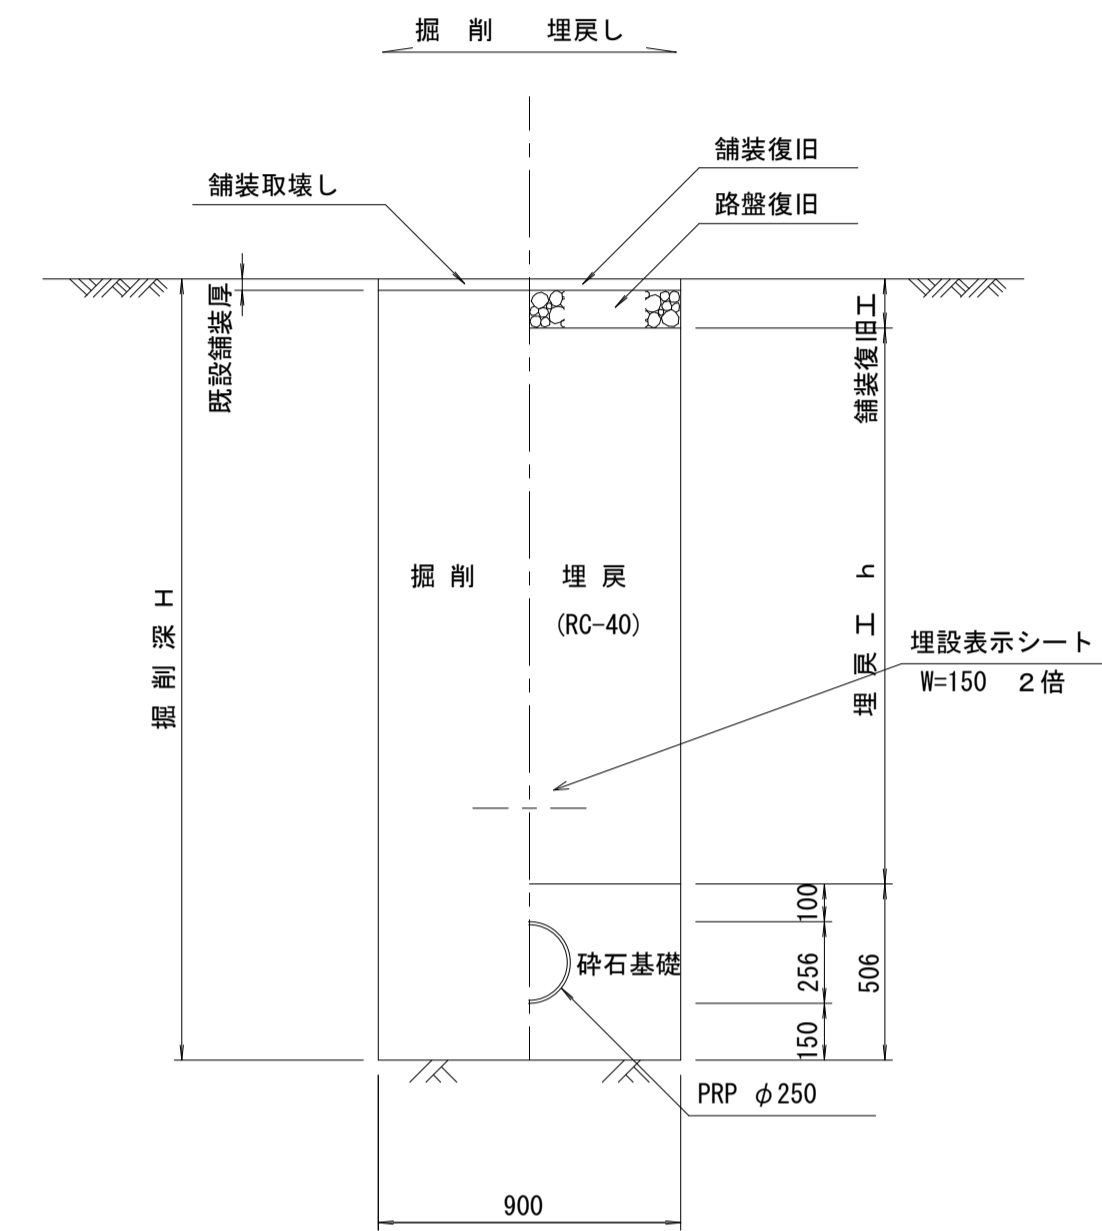 掘 削 埋戻し
舗装復旧
舗装取壊し
路盤復旧
既設舗装厚
舗装復旧工
掘削
埋戻
(RC-40)
掘削深H
埋戻工h
埋設表示シート
W=150 2倍
100
256
150
506
砕石基礎
PRP φ250
900